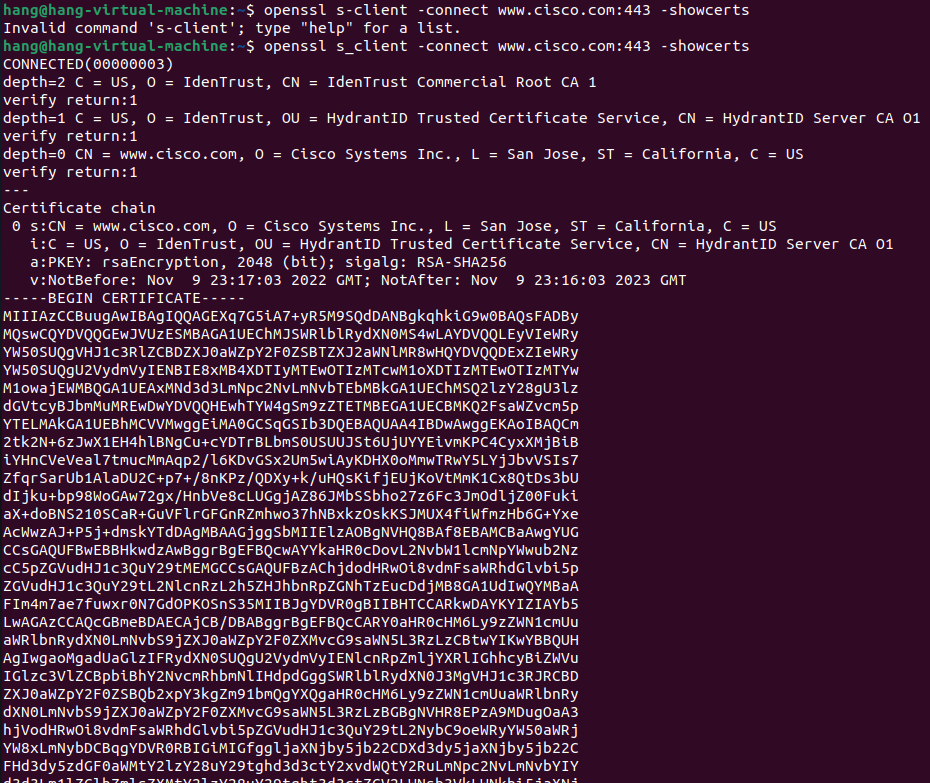 hang@hang-virtual-machine:~$ openssl s-client -connect www.cisco.com:443 -showcerts
Invalid command 's-client'; type "help" for a list.
hang@hang-virtual-machine:~$ openssl s_client -connect www.cisco.com:443 -showcerts
CONNECTED(00000003)
depth=2 C = US, O = IdenTrust, CN = IdenTrust Commercial Root CA 1
verify return:1
depth=1 C = US, O = IdenTrust, OU = HydrantID Trusted Certificate Service, CN = HydrantID Server CA O1
verify return:1
depth=0 CN = www.cisco.com, O = Cisco Systems Inc., L = San Jose, ST = California, C = US
verify return:1
---
Certificate chain
 0 s:CN = www.cisco.com, O = Cisco Systems Inc., L = San Jose, ST = California, C = US
   i:C = US, O = IdenTrust, OU = HydrantID Trusted Certificate Service, CN = HydrantID Server CA O1
   a:PKEY: rsaEncryption, 2048 (bit); sigalg: RSA-SHA256
   v:NotBefore: Nov  9 23:17:03 2022 GMT; NotAfter: Nov  9 23:16:03 2023 GMT
-----BEGIN CERTIFICATE-----
MIIIAzCCBuugAwIBAgIQQAGEXq7G5iA7+yR5M9SQdDANBgkqhkiG9w0BAQsFADBy
MQswCQYDVQQGEwJVUzESMBAGA1UEChMJSWRlblRydXN0MS4wLAYDVQQLEyVIeWRy
YW50SUQgVHJ1c3RlZCBDZXJ0aWZpY2F0ZSBTZXJ2aWNlMR8wHQYDVQQDExZIeWRy
YW50SUQgU2VydmVyIENBIE8xMB4XDTIyMTEwOTIzMTcwM1oXDTIzMTEwOTIzMTYw
M1owajEWMBQGA1UEAxMNd3d3LmNpc2NvLmNvbTEbMBkGA1UEChMSQ2lzY28gU3lz
dGVtcyBJbmMuMREwDwYDVQQHEwhTYW4gSm9zZTETMBEGA1UECBMKQ2FsaWZvcm5p
YTELMAkGA1UEBhMCVVMwggEiMA0GCSqGSIb3DQEBAQUAA4IBDwAwggEKAoIBAQCm
2tk2N+6zJwX1EH4hlBNgCu+cYDTrBLbmS0USUUJSt6UjUYYEivmKPC4CyxXMjBiB
iYHnCVeVeal7tmucMmAqp2/l6KDvGSx2Um5wiAyKDHX0oMmwTRwY5LYjJbvVSIs7
ZfqrSarUb1AlaDU2C+p7+/8nKPz/QDXy+k/uHQsKifjEUjKoVtMmK1Cx8QtDs3bU
dIjku+bp98WoGAw72gx/HnbVe8cLUGgjAZ86JMbSSbho27z6Fc3JmOdljZ00Fuki
aX+doBNS210SCaR+GuVFlrGFGnRZmhwo37hNBxkzOskKSJMUX4fiWfmzHb6G+Yxe
AcWwzAJ+P5j+dmskYTdDAgMBAAGjggSbMIIElzAOBgNVHQ8BAf8EBAMCBaAwgYUG
CCsGAQUFBwEBBHkwdzAwBggrBgEFBQcwAYYkaHR0cDovL2NvbW1lcmNpYWwub2Nz
cC5pZGVudHJ1c3QuY29tMEMGCCsGAQUFBzAChjdodHRwOi8vdmFsaWRhdGlvbi5p
ZGVudHJ1c3QuY29tL2NlcnRzL2h5ZHJhbnRpZGNhTzEucDdjMB8GA1UdIwQYMBaA
FIm4m7ae7fuwxr0N7GdOPKOSnS35MIIBJgYDVR0gBIIBHTCCARkwDAYKYIZIAYb5
LwAGAzCCAQcGBmeBDAECAjCB/DBABggrBgEFBQcCARY0aHR0cHM6Ly9zZWN1cmUu
aWRlbnRydXN0LmNvbS9jZXJ0aWZpY2F0ZXMvcG9saWN5L3RzLzCBtwYIKwYBBQUH
AgIwgaoMgadUaGlzIFRydXN0SUQgU2VydmVyIENlcnRpZmljYXRlIGhhcyBiZWVu
IGlzc3VlZCBpbiBhY2NvcmRhbmNlIHdpdGggSWRlblRydXN0J3MgVHJ1c3RJRCBD
ZXJ0aWZpY2F0ZSBQb2xpY3kgZm91bmQgYXQgaHR0cHM6Ly9zZWN1cmUuaWRlbnRy
dXN0LmNvbS9jZXJ0aWZpY2F0ZXMvcG9saWN5L3RzLzBGBgNVHR8EPzA9MDugOaA3
hjVodHRwOi8vdmFsaWRhdGlvbi5pZGVudHJ1c3QuY29tL2NybC9oeWRyYW50aWRj
YW8xLmNybDCBqgYDVR0RBIGiMIGfggljaXNjby5jb22CDXd3dy5jaXNjby5jb22C
FHd3dy5zdGF0aWMtY2lzY28uY29tghd3d3ctY2xvdWQtY2RuLmNpc2NvLmNvbYIY